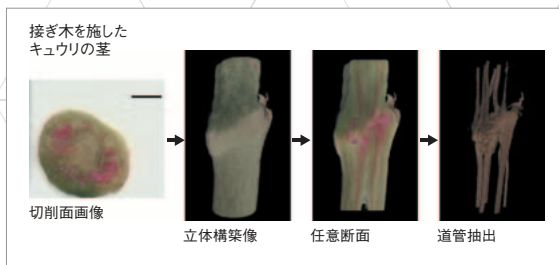 接ぎ木を施した
キュウリの茎
切削面画像
立体構築像
任意断面
道管抽出